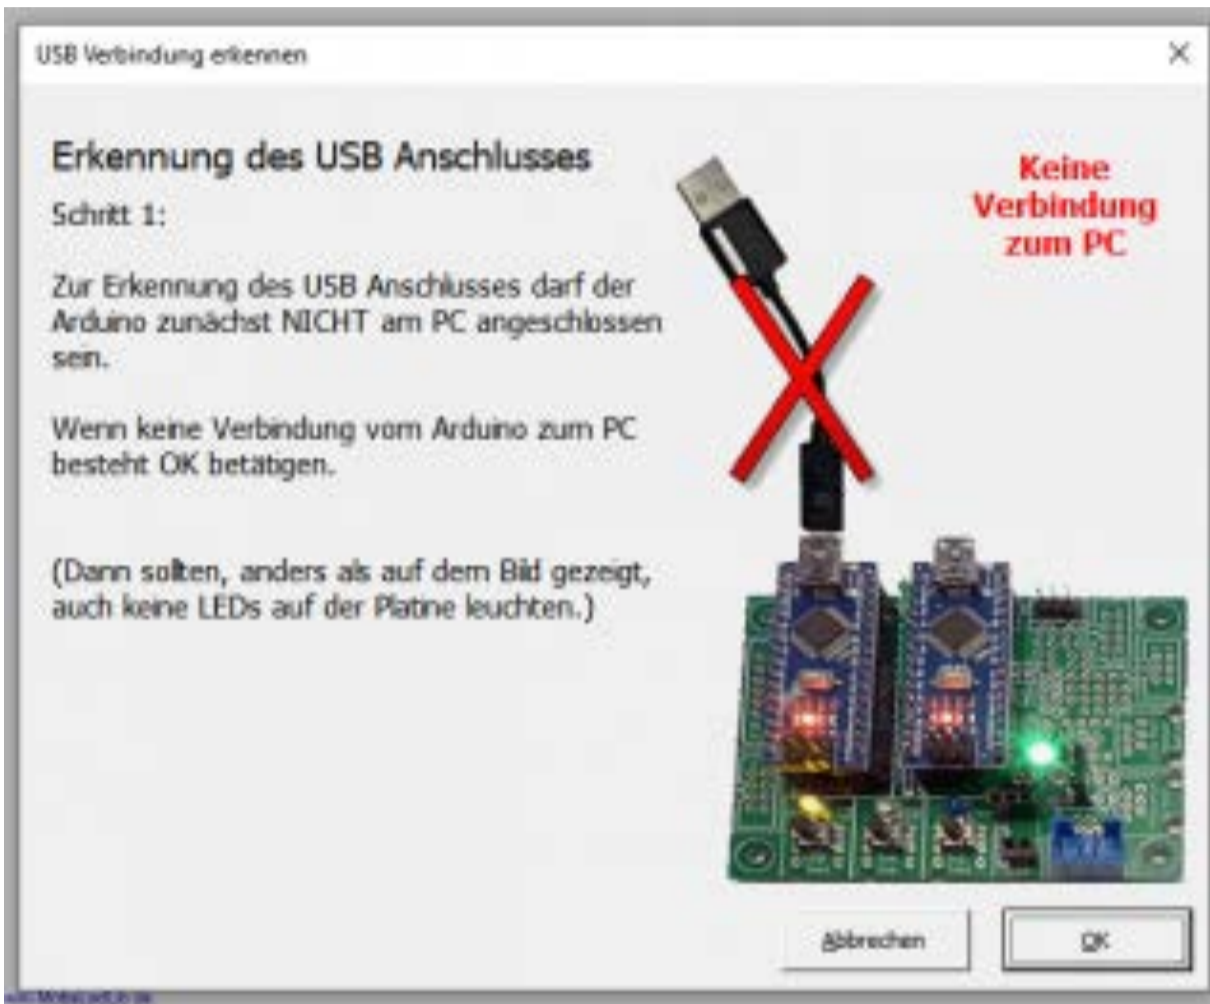 USB Verbindung erkennen
Erkennung des USB Anschlusses
Keine
Verbindung
zum PC
Schritt 1:
Zur Erkennung des USB Anschlusses darf der
Arduino zunächst NICHT am PC angeschlossen
sein.
Wenn keine Verbindung vom Arduino zum PC
besteht OK betätigen.
(Dann sollten, anders als auf dem Bild gezeigt,
auch keine LEDs auf der Platine leuchten.)
Abbrechen
OK